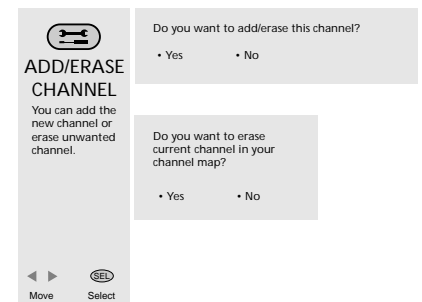 ADD/ERASE
CHANNEL
You can add the
new channel or
erase unwanted
channel.
Do you want to add/erase this channel?
• Yes • No
Do you want to erase
current channel in your
channel map?
• Yes • No
SEL
Move Select